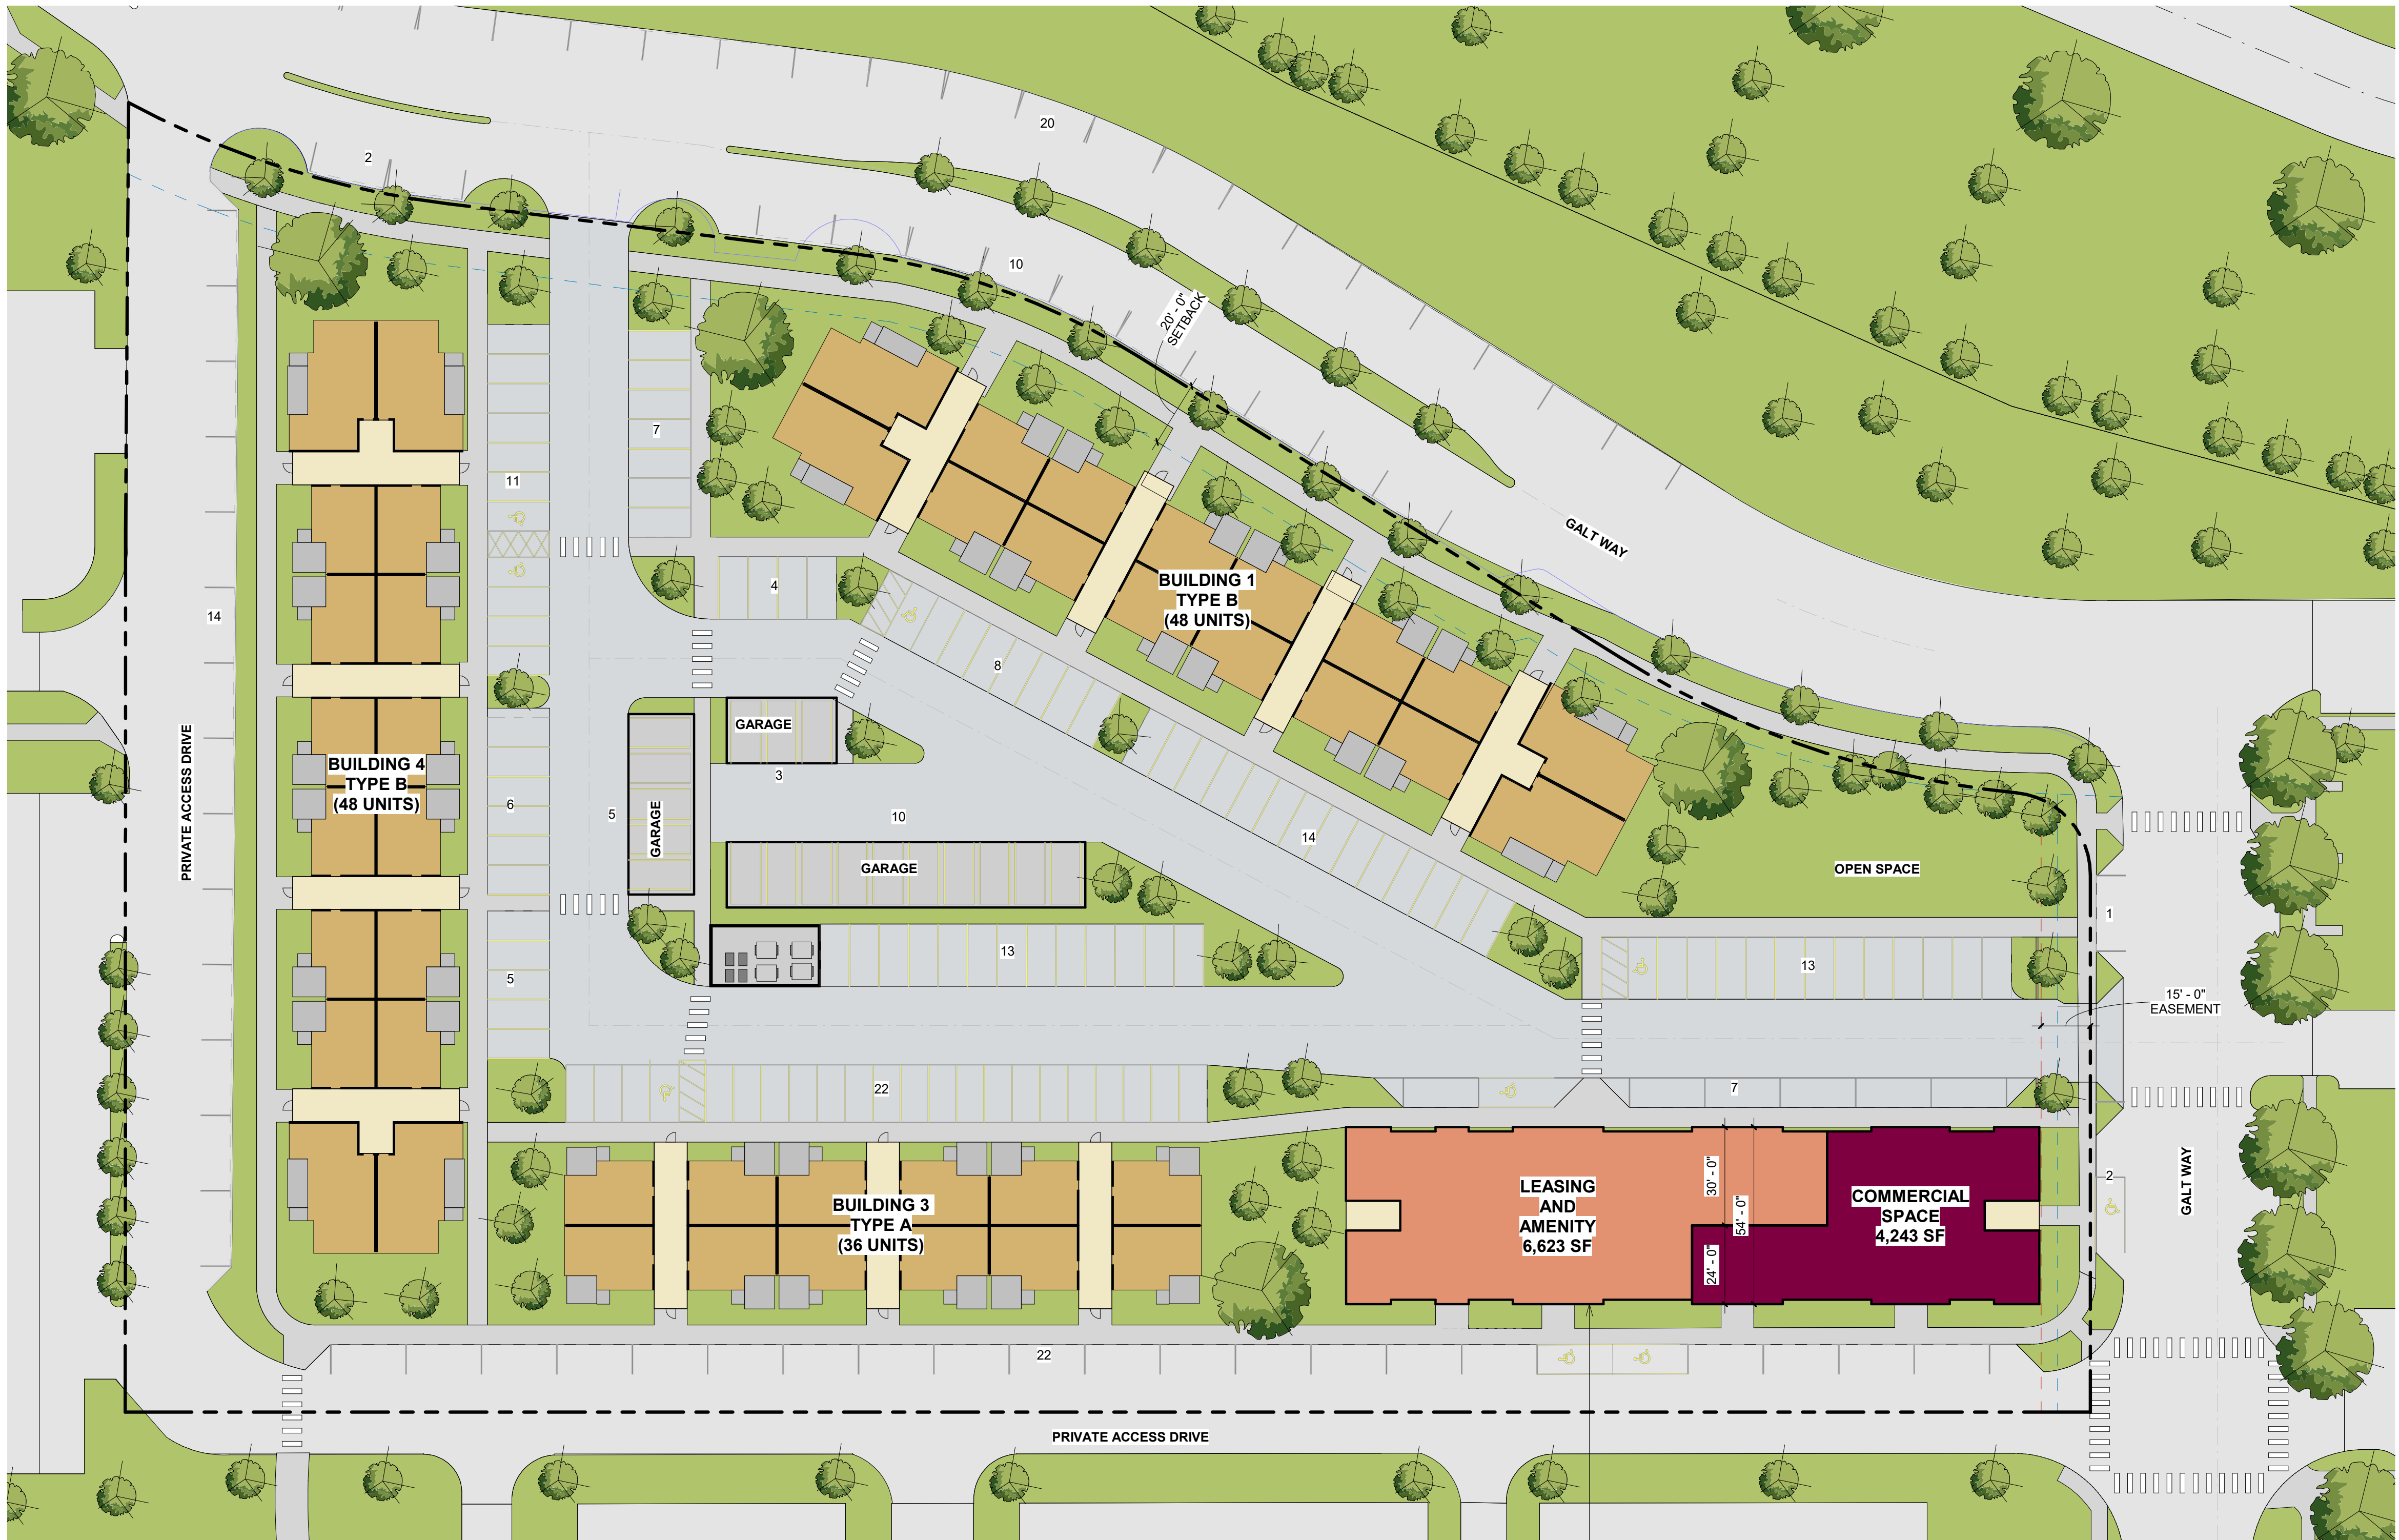 20
2
10
20' - 0"
SETBACK
GALT WAY
7
11
4
BUILDING 1
TYPE B
(48 UNITS)
14
8
GARAGE
3
PRIVATE ACCESS DRIVE
BUILDING 4
TYPE B
(48 UNITS)
6
5
GARAGE
10
14
GARAGE
OPEN SPACE
1
13
13
5
15' - 0"
EASEMENT
22
7
2
GALT WAY
BUILDING 3
TYPE A
(36 UNITS)
LEASING
AND
AMENITY
6,623 SF
30' - 0"
54' - 0"
24' - 0"
COMMERCIAL
SPACE
4,243 SF
22
PRIVATE ACCESS DRIVE